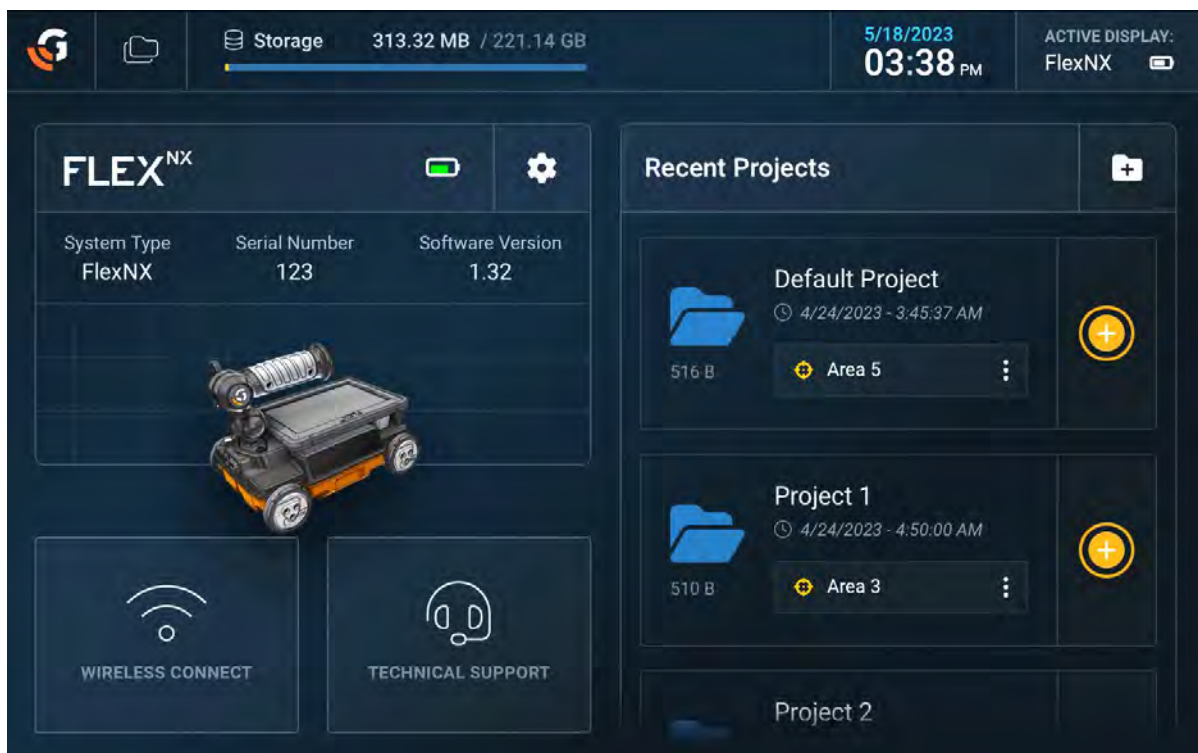 Storage 313.32 MB / 221.14 GB
5/18/2023
03:38 PM
ACTIVE DISPLAY:
FlexNX
FLEX NX
System Type
FlexNX
Serial Number
123
Software Version
1.32
WIRELESS CONNECT
TECHNICAL SUPPORT
Recent Projects
Default Project
4/24/2023 - 3:45:37 AM
516 B
Area 5
Project 1
4/24/2023 - 4:50:00 AM
510 B
Area 3
Project 2